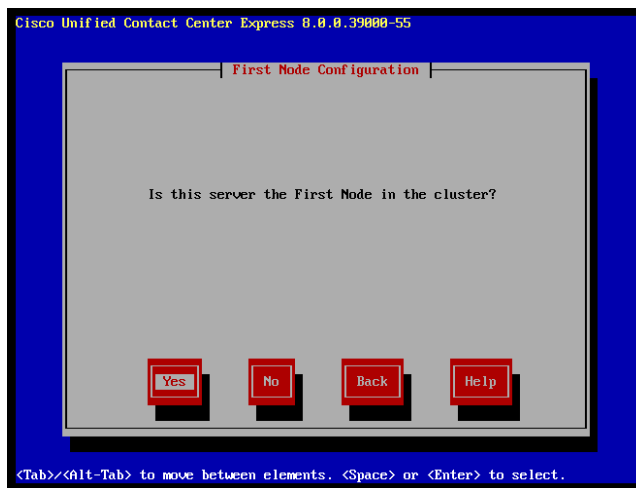 Cisco Unified Contact Center Express 8.0.0.39000-55
First Node Configuration
Is this server the First Node in the cluster?
Yes No Back Help
<Tab>/<Alt-Tab> to move between elements. <Space> or <Enter> to select.